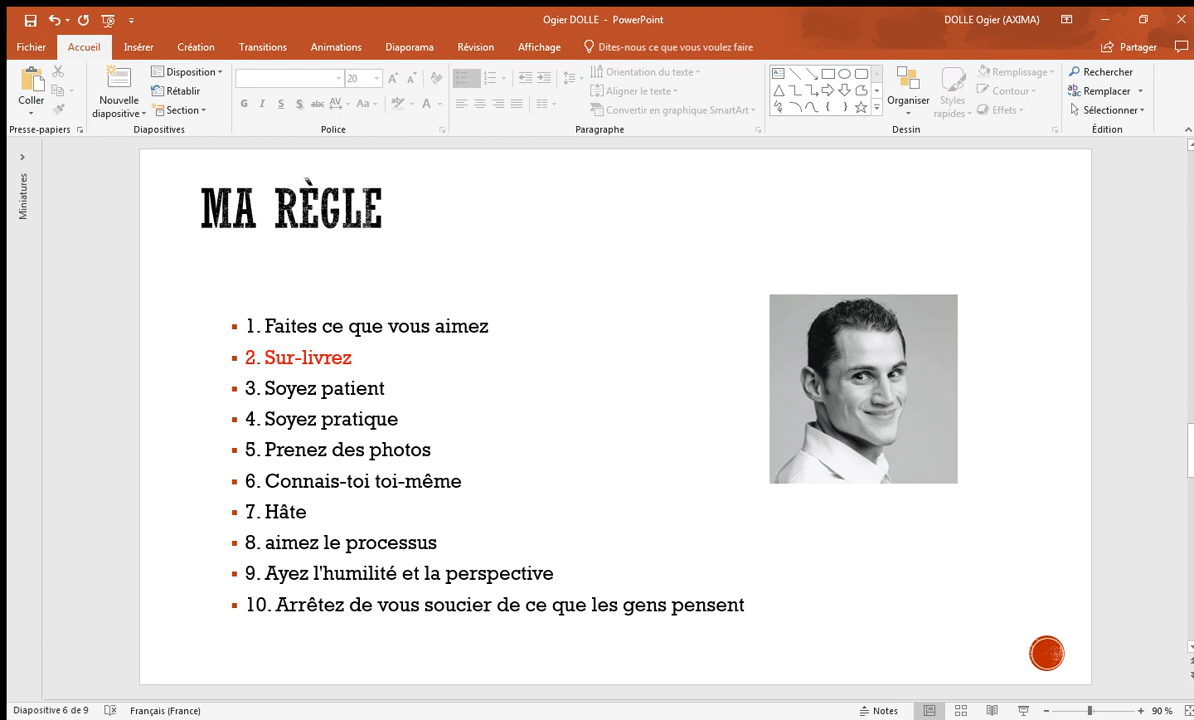 Ogier DOLLE - PowerPoint
DOLLE Ogier (AXIMA)
Fichier Accueil Insérer Création Transitions Animations Diaporama Révision Affichage Dites-nous ce que vous voulez faire Partager
Coller
Nouvelle diapositive
Disposition
Rétablir
Section
20
G I S S abc AV Aa A
Orientation du texte
Aligner le texte
Convertir en graphique SmartArt
Organiser
Styles rapides
Remplissage
Contour
Effets
Rechercher
Remplacer
Sélectionner
Presse-papiers Diapositives Police Paragraphe Dessin Édition
Miniatures
MA RÈGLE
1. Faites ce que vous aimez
2. Sur-livrez
3. Soyez patient
4. Soyez pratique
5. Prenez des photos
6. Connais-toi toi-même
7. Hâte
8. aimez le processus
9. Ayez l'humilité et la perspective
10. Arrêtez de vous soucier de ce que les gens pensent
Diapositive 6 de 9 Français (France) Notes 90 %